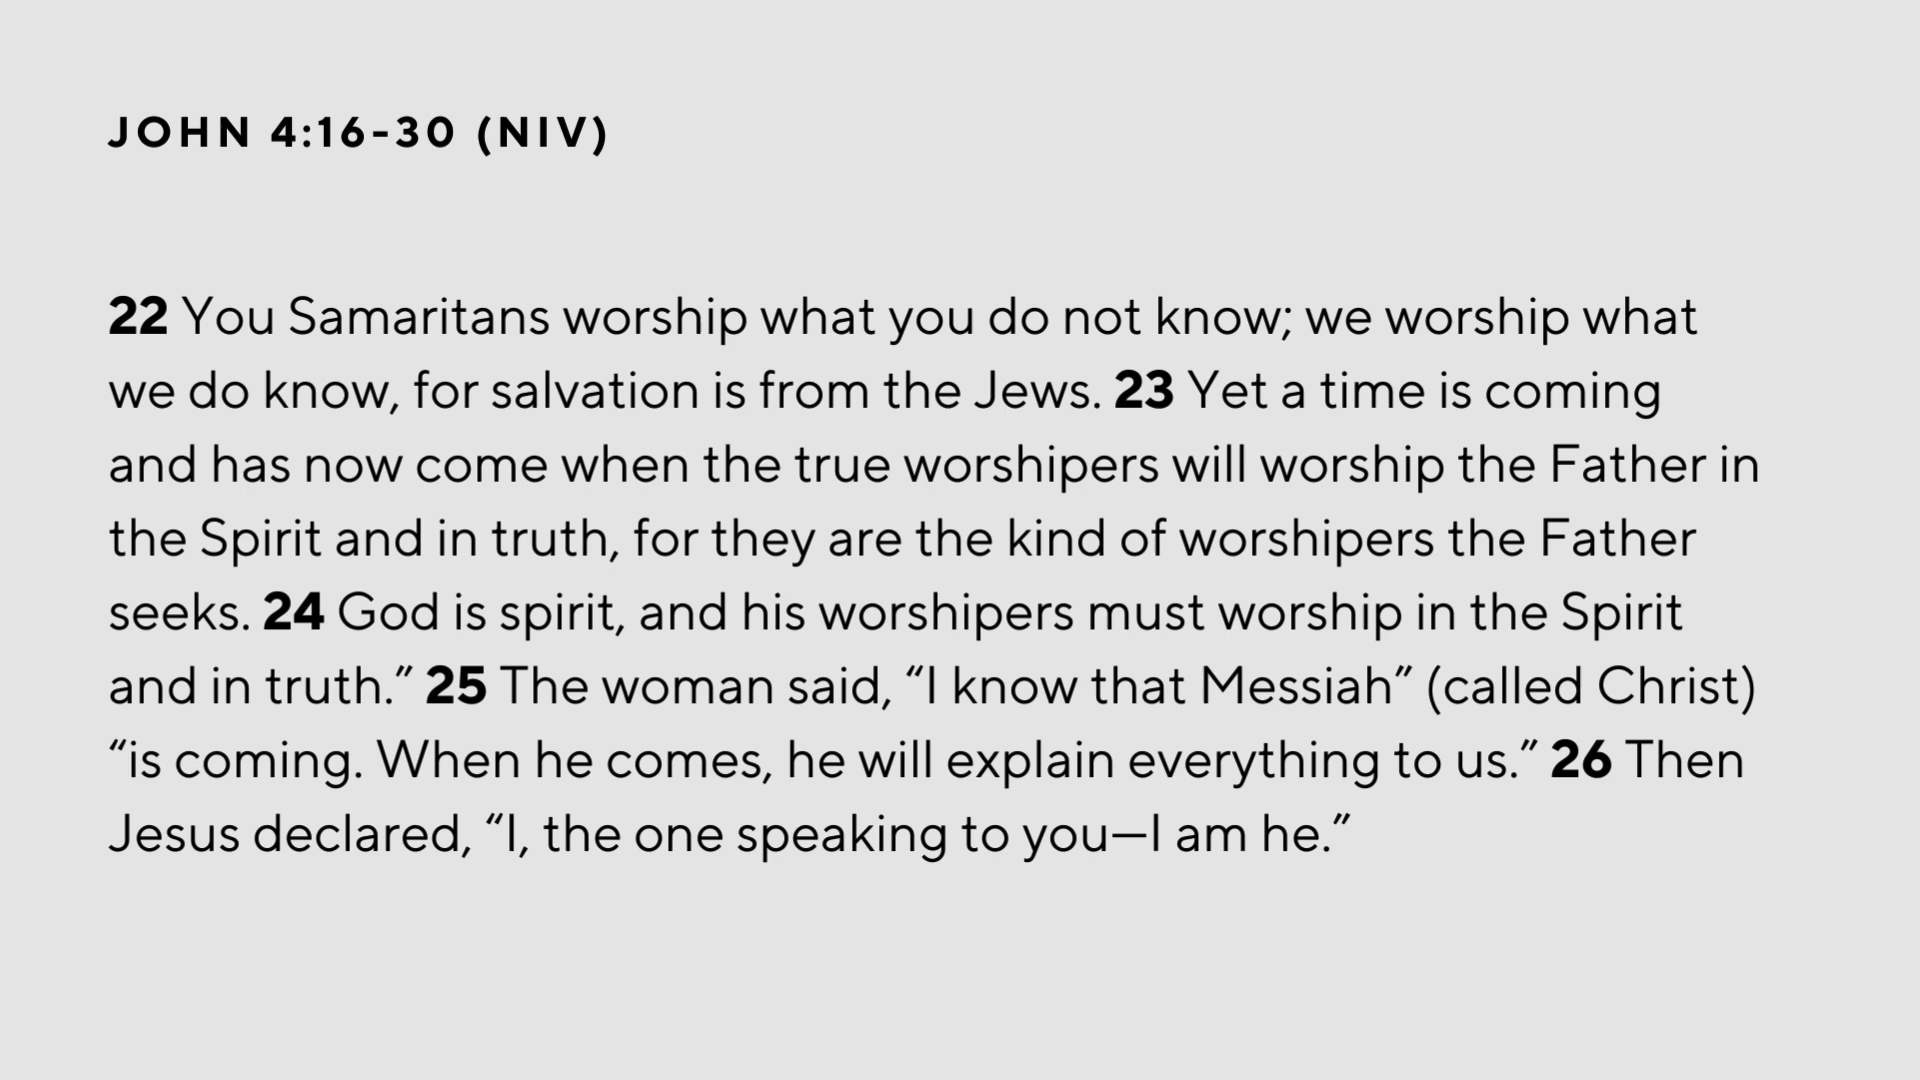 JOHN 4:16-30 (NIV)
22 You Samaritans worship what you do not know; we worship what
we do know, for salvation is from the Jews. 23 Yet a time is coming
and has now come when the true worshipers will worship the Father in
the Spirit and in truth, for they are the kind of worshipers the Father
seeks. 24 God is spirit, and his worshipers must worship in the Spirit
and in truth.” 25 The woman said, “I know that Messiah” (called Christ)
“is coming. When he comes, he will explain everything to us.” 26 Then
Jesus declared, “I, the one speaking to you—I am he.”